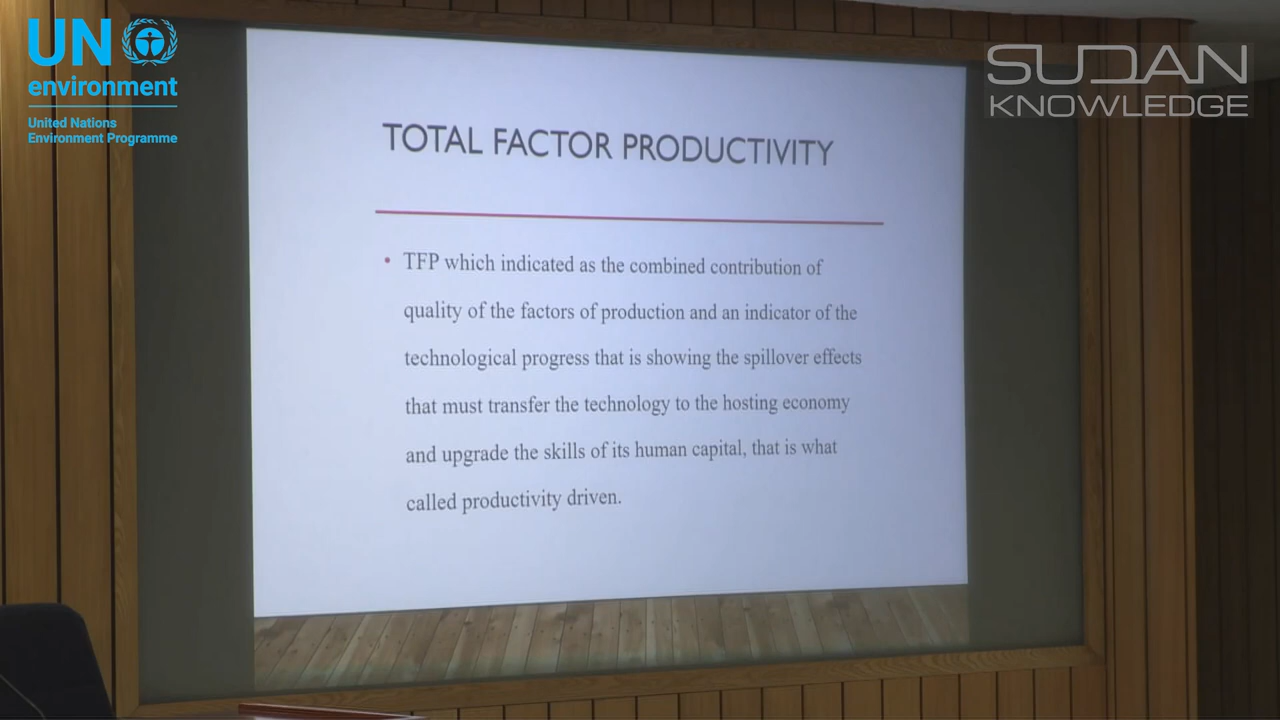 UN
environment
United Nations
Environment Programme
SUDAN
KNOWLEDGE
TOTAL FACTOR PRODUCTIVITY
• TFP which indicated as the combined contribution of
quality of the factors of production and an indicator of the
technological progress that is showing the spillover effects
that must transfer the technology to the hosting economy
and upgrade the skills of its human capital, that is what
called productivity driven.